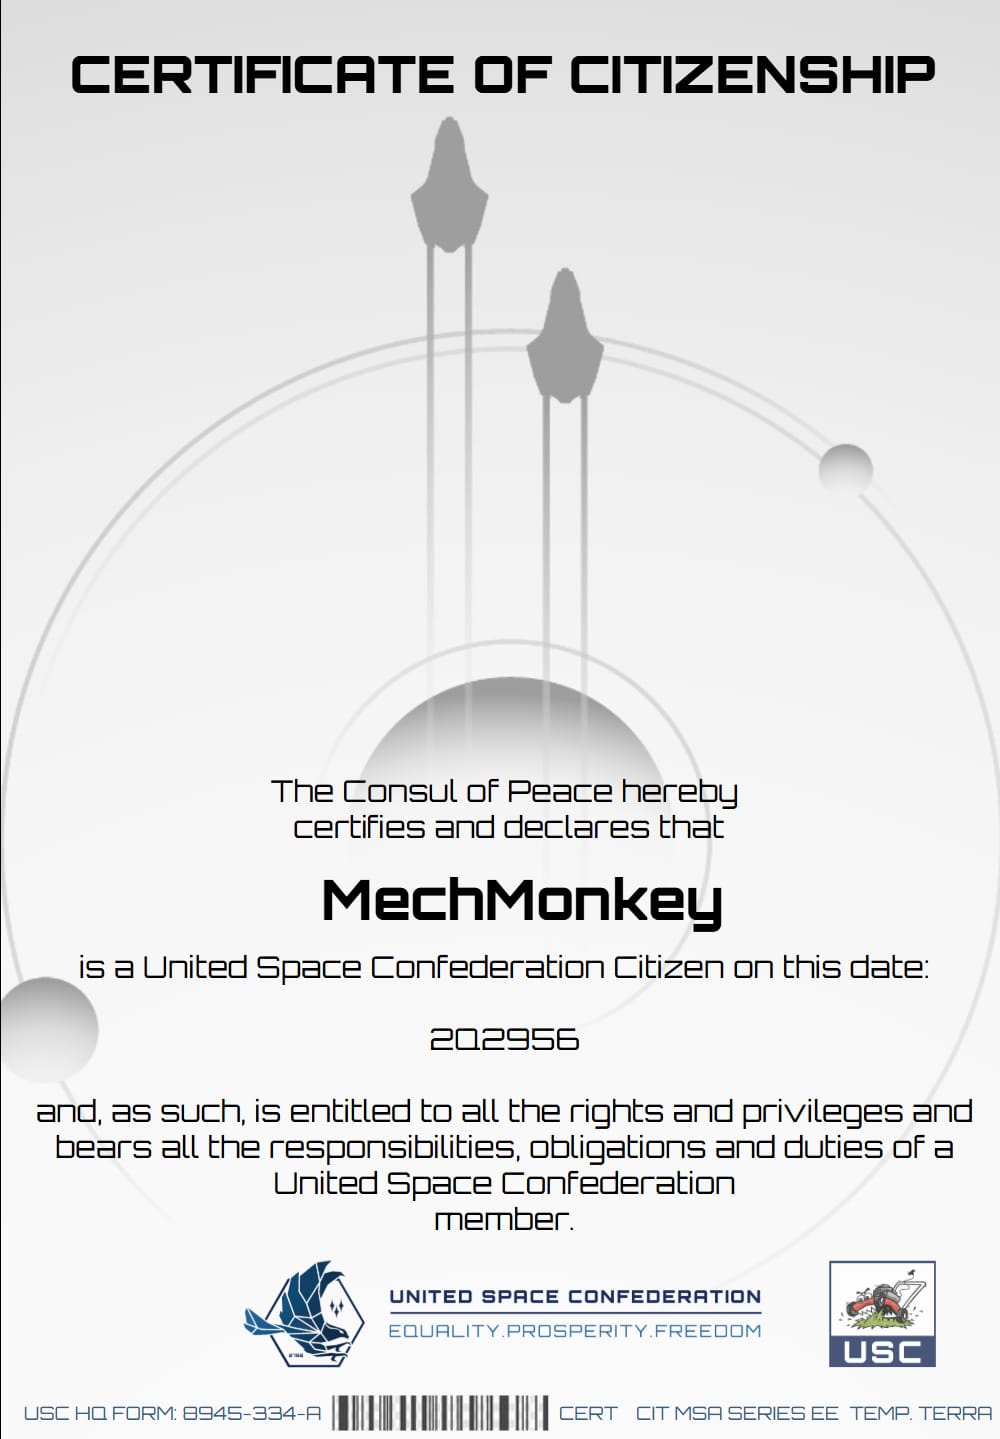 CERTIFICATE OF CITIZENSHIP
The Consul of Peace hereby
certifies and declares that
MechMonkey
is a United Space Confederation Citizen on this date:
2Q2956
and, as such, is entitled to all the rights and privileges and
bears all the responsibilities, obligations and duties of a
United Space Confederation
member.
UNITED SPACE CONFEDERATION
EQUALITY.PROSPERITY.FREEDOM
USC
USC HQ FORM: 8945-334-A CERT CIT MSA SERIES EE TEMP. TERRA